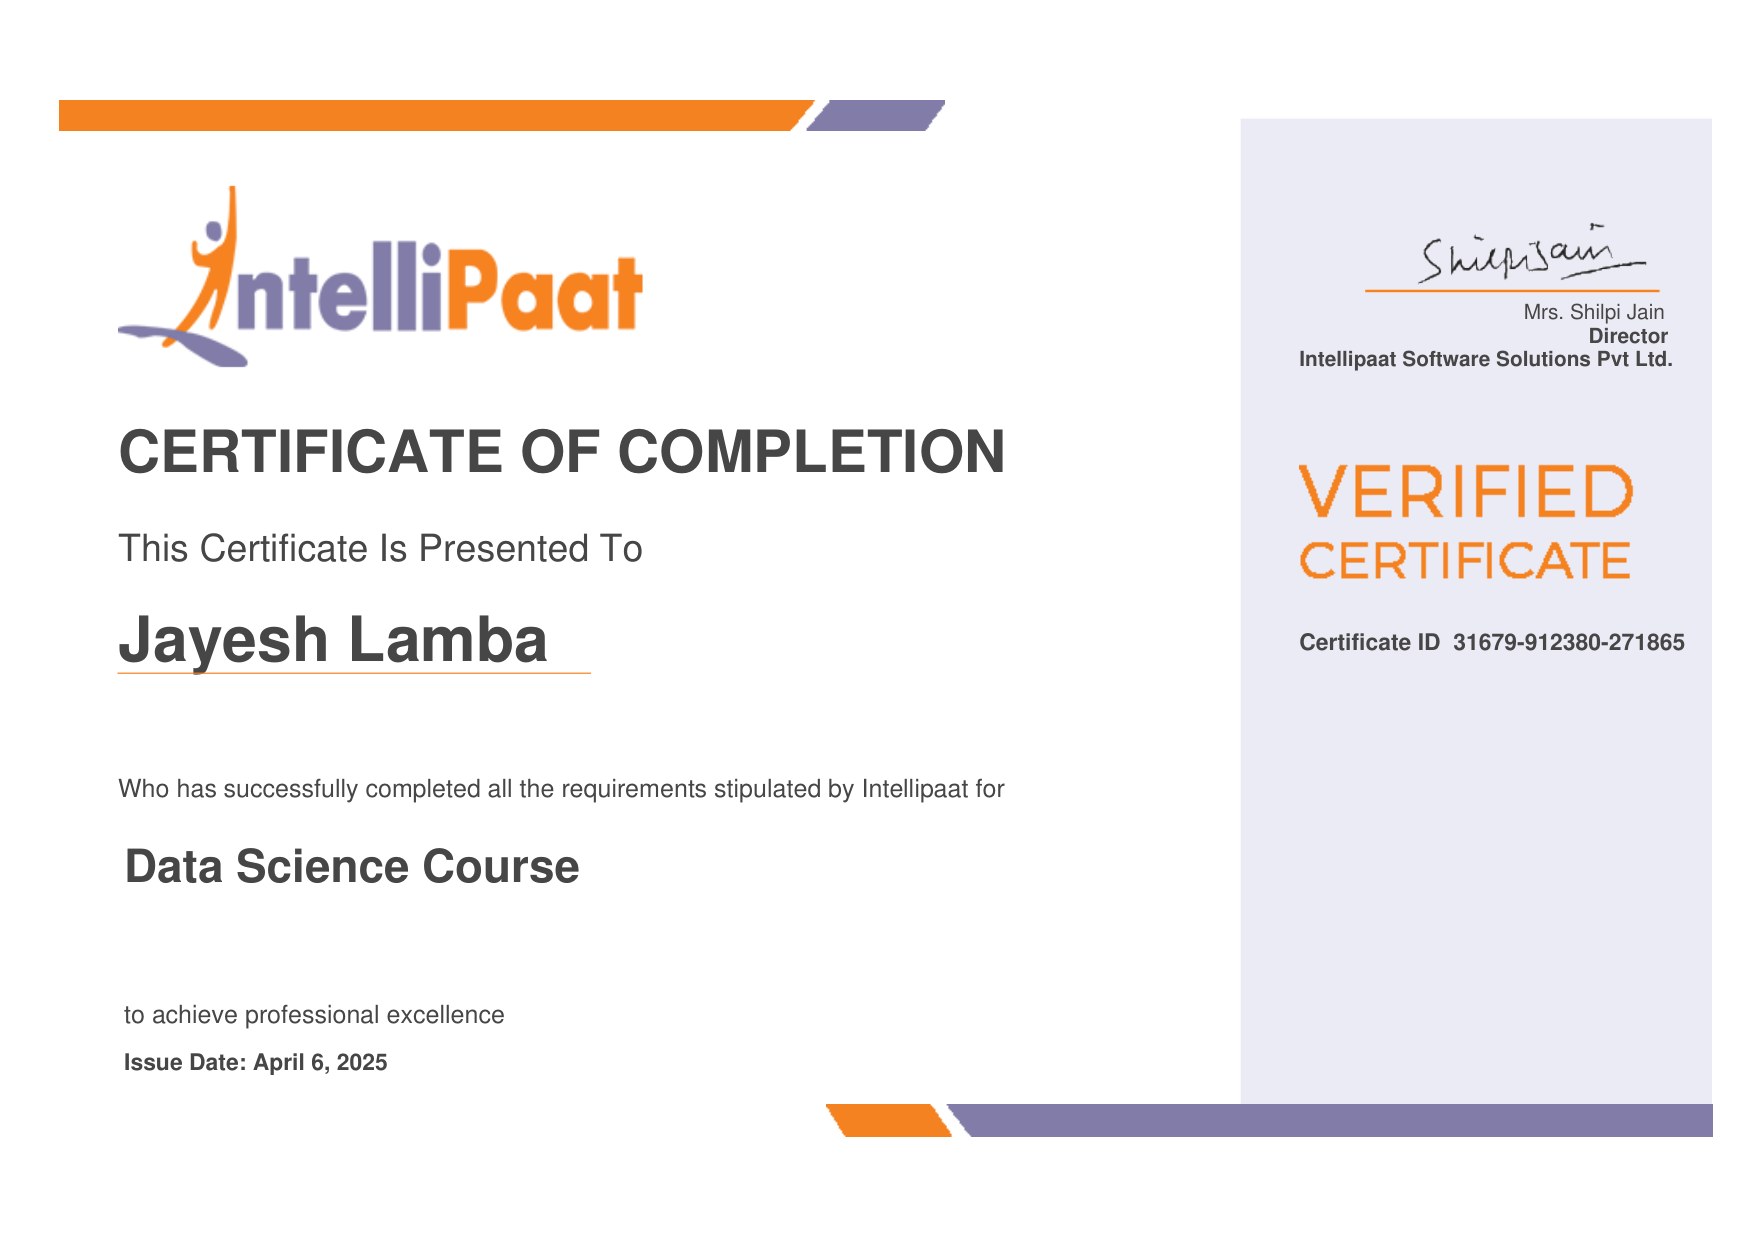 IntelliPaat
CERTIFICATE OF COMPLETION
This Certificate Is Presented To
Jayesh Lamba
Who has successfully completed all the requirements stipulated by Intellipaat for
Data Science Course
to achieve professional excellence
Issue Date: April 6, 2025
Shilpi Jain
Mrs. Shilpi Jain
Director
Intellipaat Software Solutions Pvt Ltd.
VERIFIED
CERTIFICATE
Certificate ID 31679-912380-271865